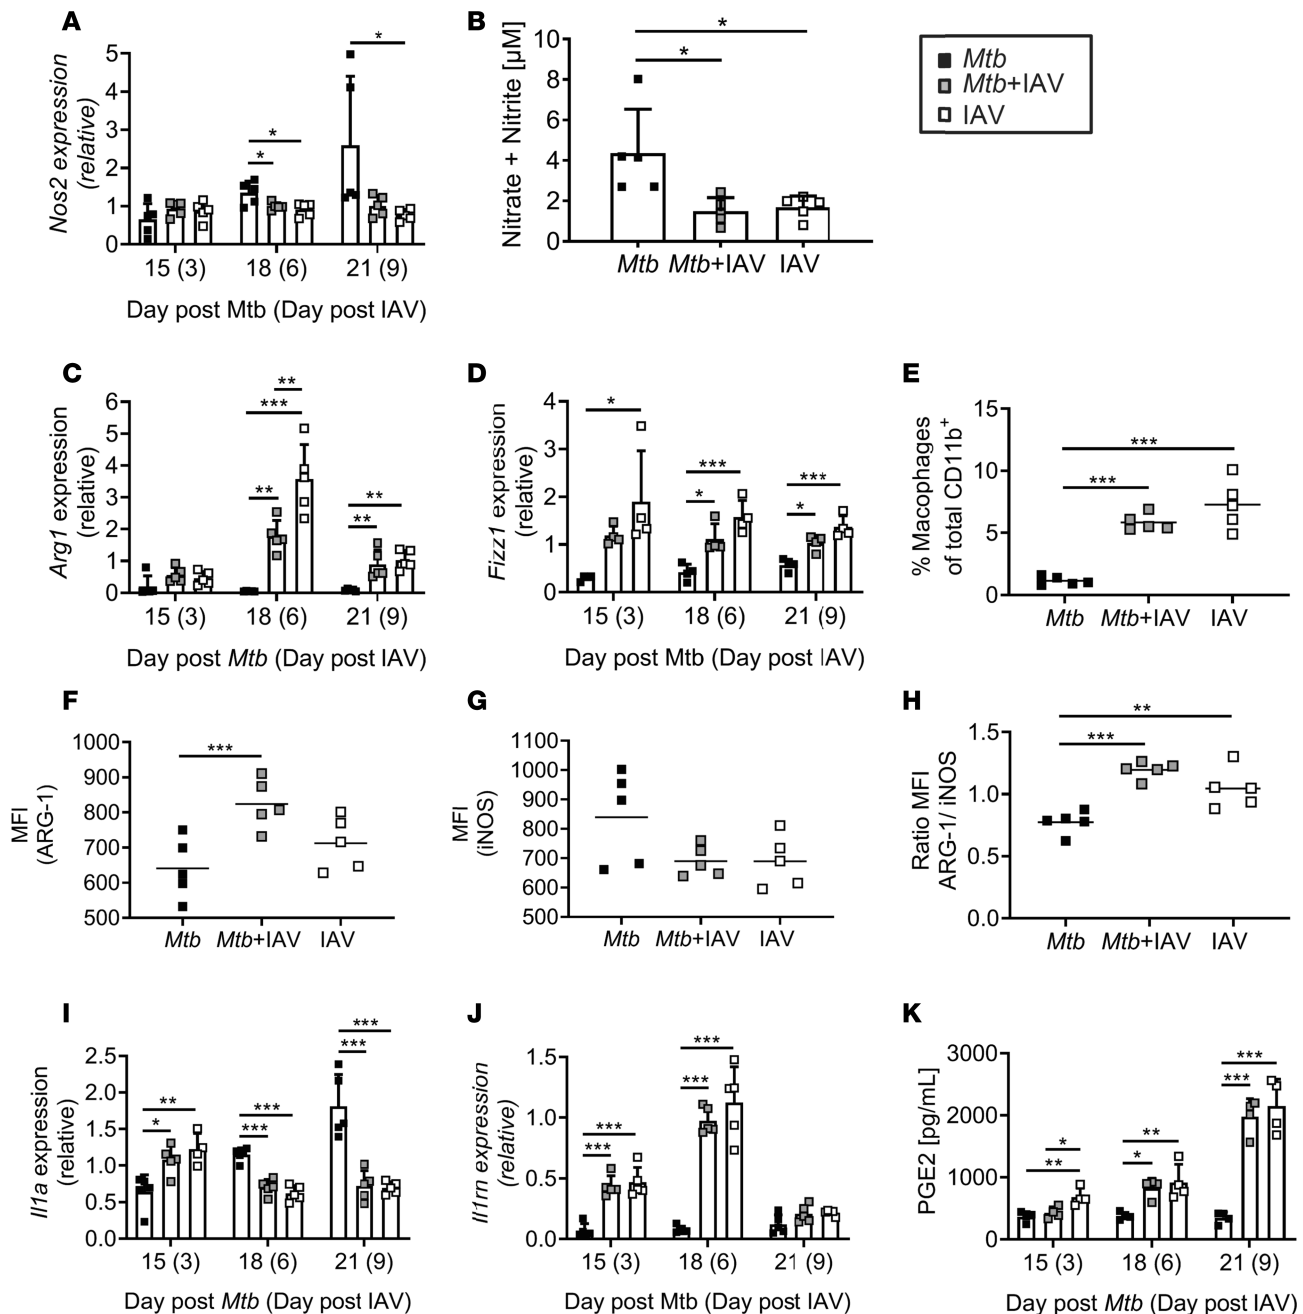 A
Nos2 expression
(relative)
5
4
3
2
1
0
*
*
*
15 (3) 18 (6) 21 (9)
Day post Mtb (Day post IAV)
B
Nitrate + Nitrite [µM]
10
8
6
4
2
0
*
*
Mtb Mtb+IAV IAV
Mtb
Mtb+IAV
IAV
C
Arg1 expression
(relative)
6
5
4
3
2
1
0
**
***
**
**
**
15 (3) 18 (6) 21 (9)
Day post Mtb (Day post IAV)
D
Fizz1 expression
(relative)
4
3
2
1
0
*
***
*
***
*
15 (3) 18 (6) 21 (9)
Day post Mtb (Day post IAV)
E
% Macrophages
of total CD11b+
15
10
5
0
***
***
Mtb Mtb+IAV IAV
F
MFI
(ARG-1)
1000
900
800
700
600
500
***
Mtb Mtb+IAV IAV
G
MFI
(iNOS)
1100
1000
900
800
700
600
500
Mtb Mtb+IAV IAV
H
Ratio MFI
ARG-1/ iNOS
1.5
1.0
0.5
0.0
**
***
Mtb Mtb+IAV IAV
I
Il1a expression
(relative)
2.5
2.0
1.5
1.0
0.5
0.0
**
*
***
***
***
***
15 (3) 18 (6) 21 (9)
Day post Mtb (Day post IAV)
J
Il1rn expression
(relative)
1.5
1.0
0.5
0.0
***
***
***
***
15 (3) 18 (6) 21 (9)
Day post Mtb (Day post IAV)
K
PGE2 [pg/mL]
3000
2000
1000
0
*
**
**
*
***
***
15 (3) 18 (6) 21 (9)
Day post Mtb (Day post IAV)